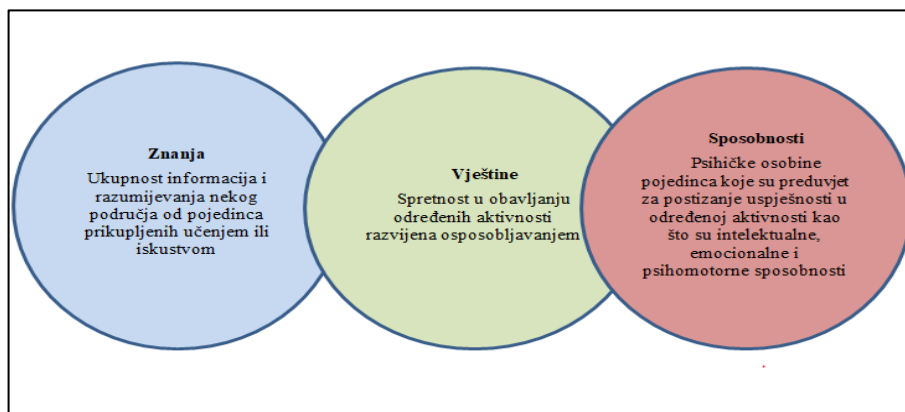 Znanja
Ukupnost informacija i
razumijevanja nekog
područja od pojedinca
prikupljenih učenjem ili
iskustvom
Vještine
Spretnost u obavljanju
određenih aktivnosti
razvijena osposobljavanjem
Sposobnosti
Psihičke osobine
pojedinca koje su preduvjet
za postizanje uspješnosti u
određenoj aktivnosti kao
što su intelektualne,
emocionalne i
psihomotorne sposobnosti